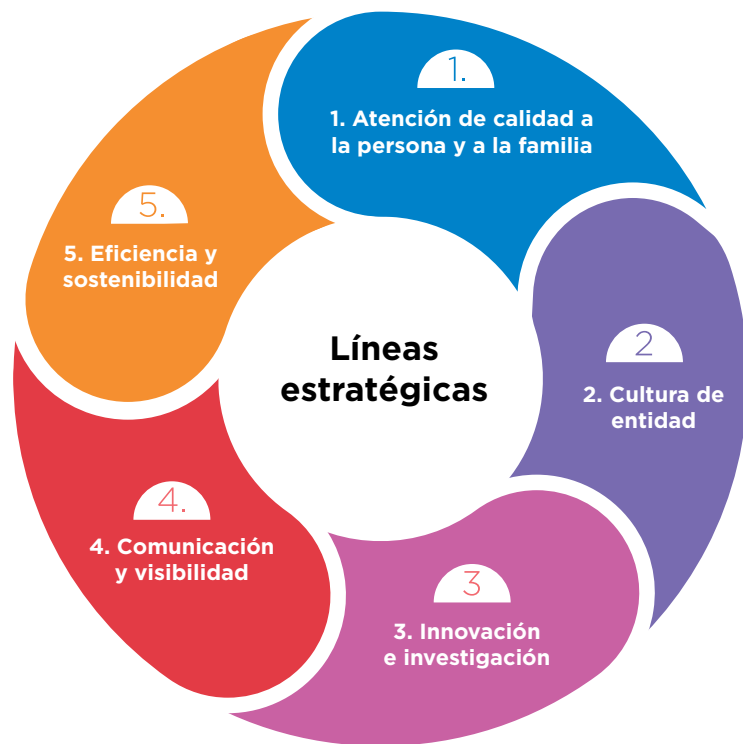 Líneas
estratégicas
1.
1. Atención de calidad a
la persona y a la familia
2
2. Cultura de
entidad
3
3. Innovación
e investigación
4.
4. Comunicación
y visibilidad
5.
5. Eficiencia y
sostenibilidad